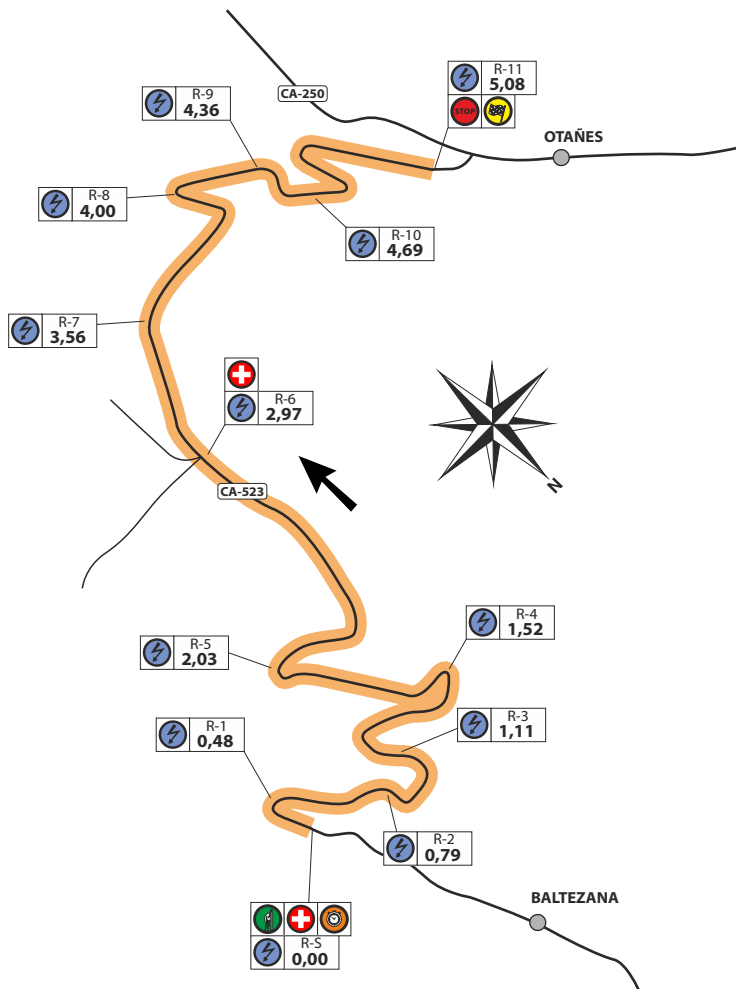 R-11
5,08
STOP
CA-250
R-9
4,36
OTAÑES
R-8
4,00
R-10
4,69
R-7
3,56
R-6
2,97
N
CA-523
R-4
1,52
R-5
2,03
R-3
1,11
R-1
0,48
R-2
0,79
BALTEZANA
R-S
0,00